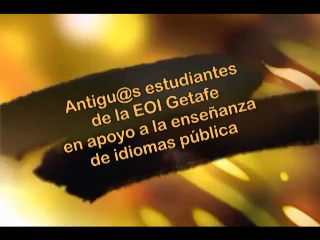 Antigu@s estudiantes
de la EOI Getafe
en apoyo a la enseñanza
de idiomas pública